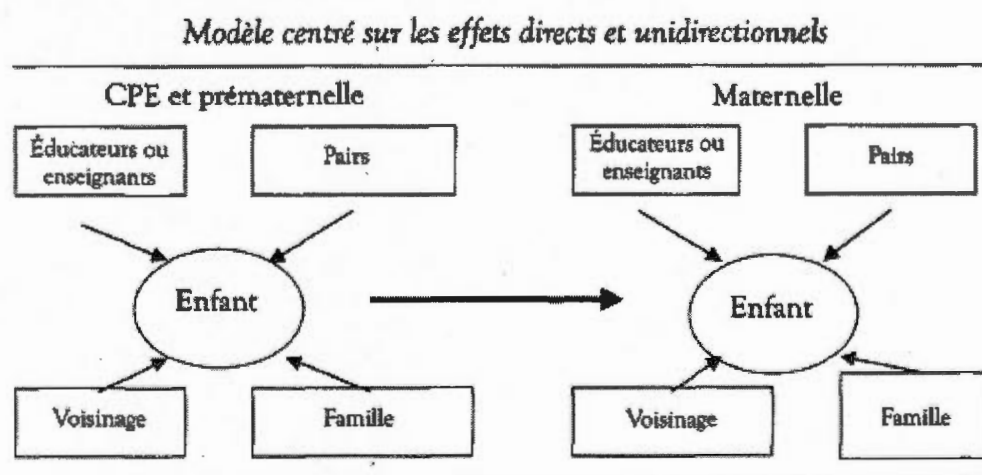 Modèle centré sur les effets directs et unidirectionnels
CPE et prématernelle
Maternelle
Éducateurs ou
enseignants
Pairs
Éducateurs ou
enseignants
Pairs
Enfant
Enfant
Voisinage
Famille
Voisinage
Famille